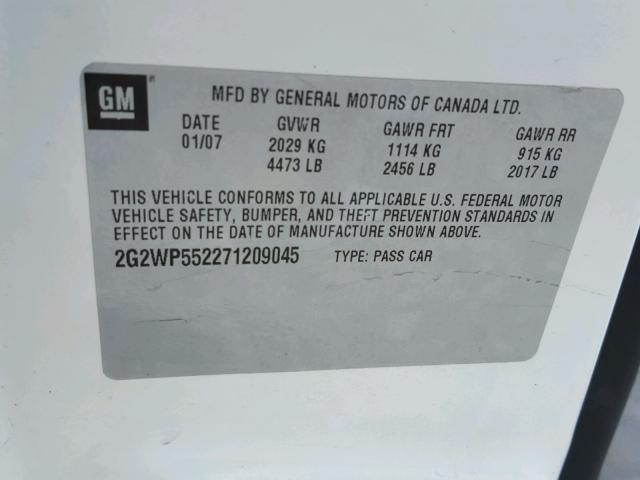 GM
MFD BY GENERAL MOTORS OF CANADA LTD.
DATE GVWR GAWR FRT GAWR RR
01/07 2029 KG 1114 KG 915 KG
4473 LB 2456 LB 2017 LB
THIS VEHICLE CONFORMS TO ALL APPLICABLE U.S. FEDERAL MOTOR
VEHICLE SAFETY, BUMPER, AND THEFT PREVENTION STANDARDS IN
EFFECT ON THE DATE OF MANUFACTURE SHOWN ABOVE.
2G2WP552271209045 TYPE: PASS CAR